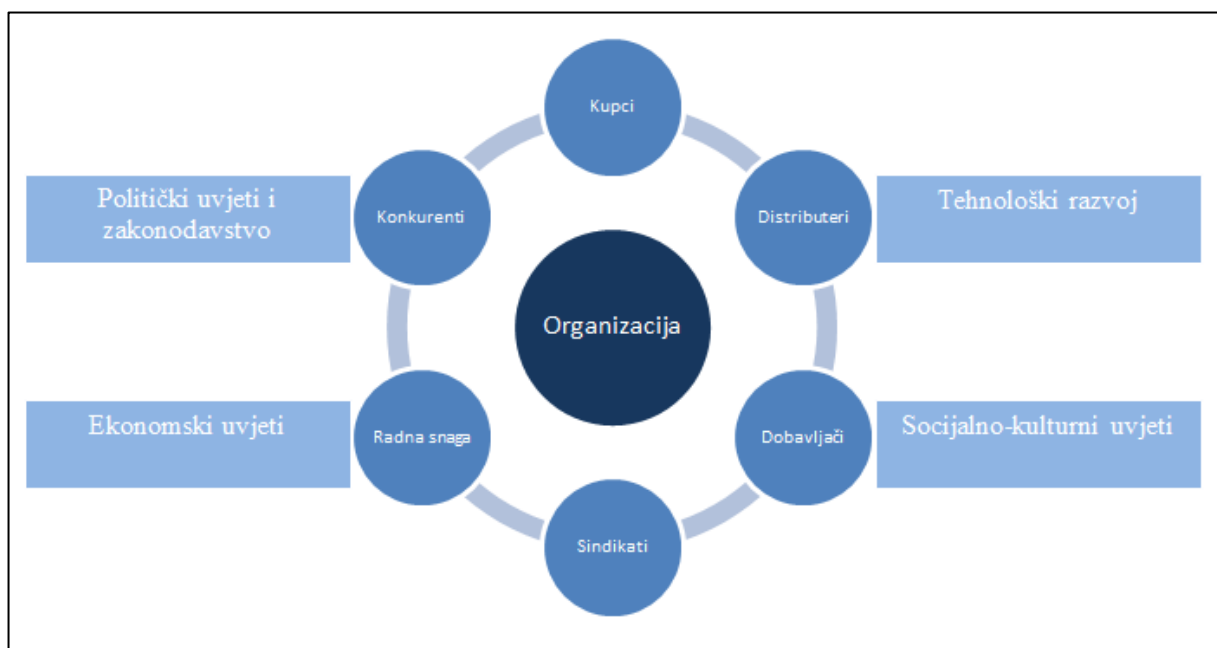 Kupci
Politički uvjeti i
zakonodavstvo
Konkurenti
Distributeri
Tehnološki razvoj
Organizacija
Ekonomski uvjeti
Radna snaga
Dobavljači
Socijalno-kulturni uvjeti
Sindikati